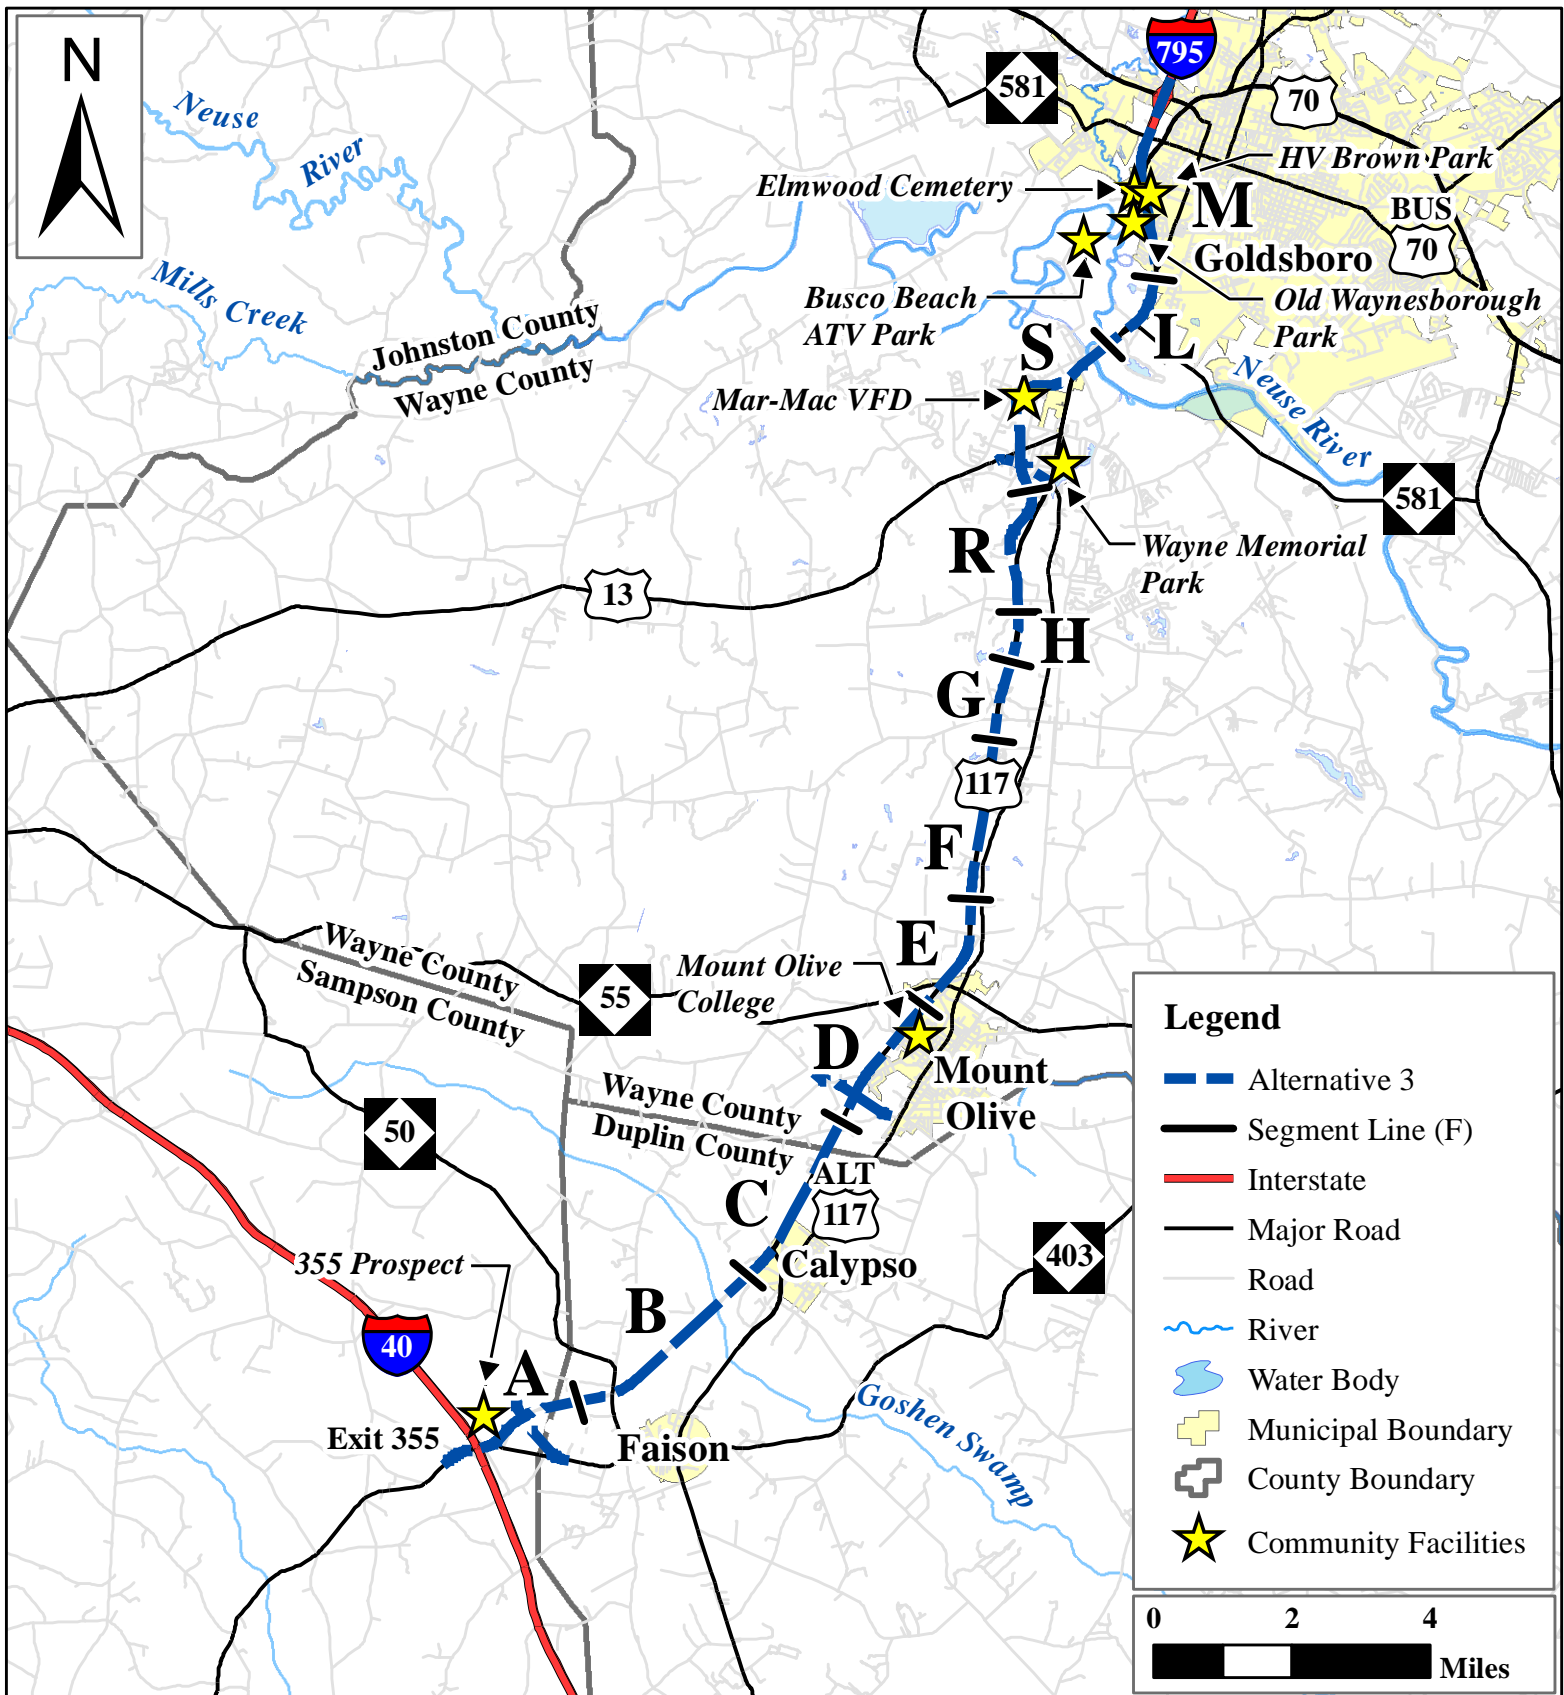 N
795
581
70
Neuse
River
HV Brown Park
Elmwood Cemetery
M
BUS
70
Goldsboro
Mills Creek
Busco Beach
ATV Park
Old Waynesborough
Park
Johnston County
Wayne County
S
L
Neuse River
Mar-Mac VFD
581
R
Wayne Memorial
Park
13
H
G
117
F
E
Wayne County
Sampson County
55
Mount Olive
College
D
Mount
Olive
Wayne County
Duplin County
50
ALT
117
C
403
Calypso
355 Prospect
B
40
A
Goshen Swamp
Exit 355
Faison
Legend
Alternative 3
Segment Line (F)
Interstate
Major Road
Road
River
Water Body
Municipal Boundary
County Boundary
Community Facilities
0 2 4
Miles